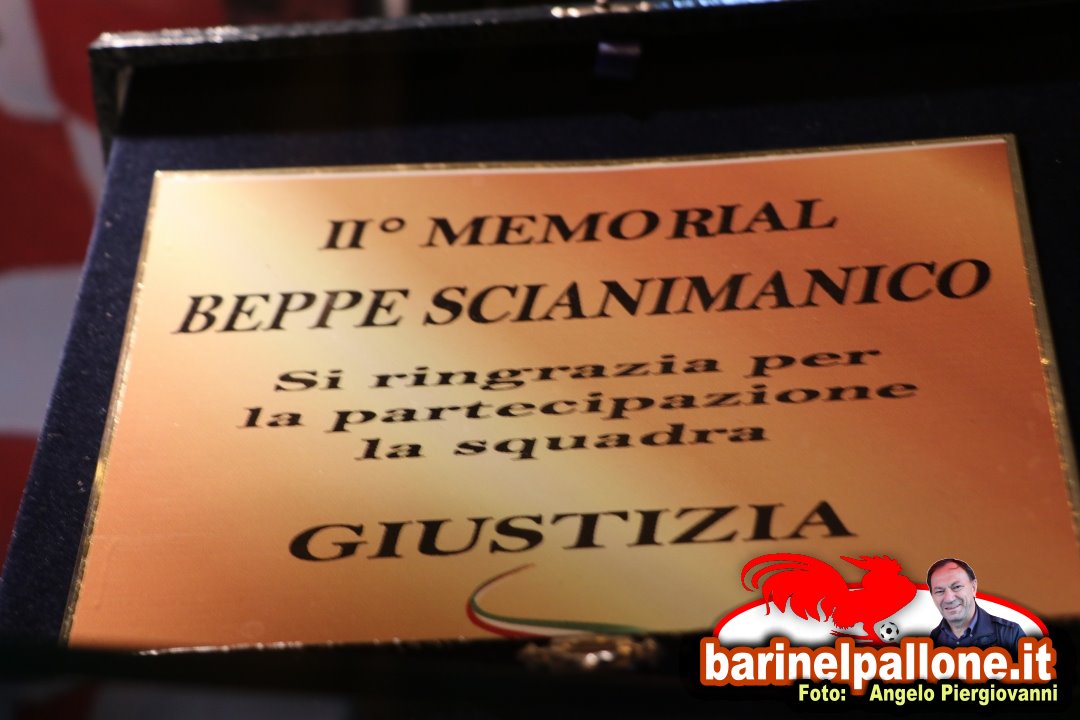 II° MEMORIAL
BEPPE SCIANIMANICO
Si ringrazia per
la partecipazione
la squadra
GIUSTIZIA
barinelpallone.it
Foto: Angelo Piergiovanni